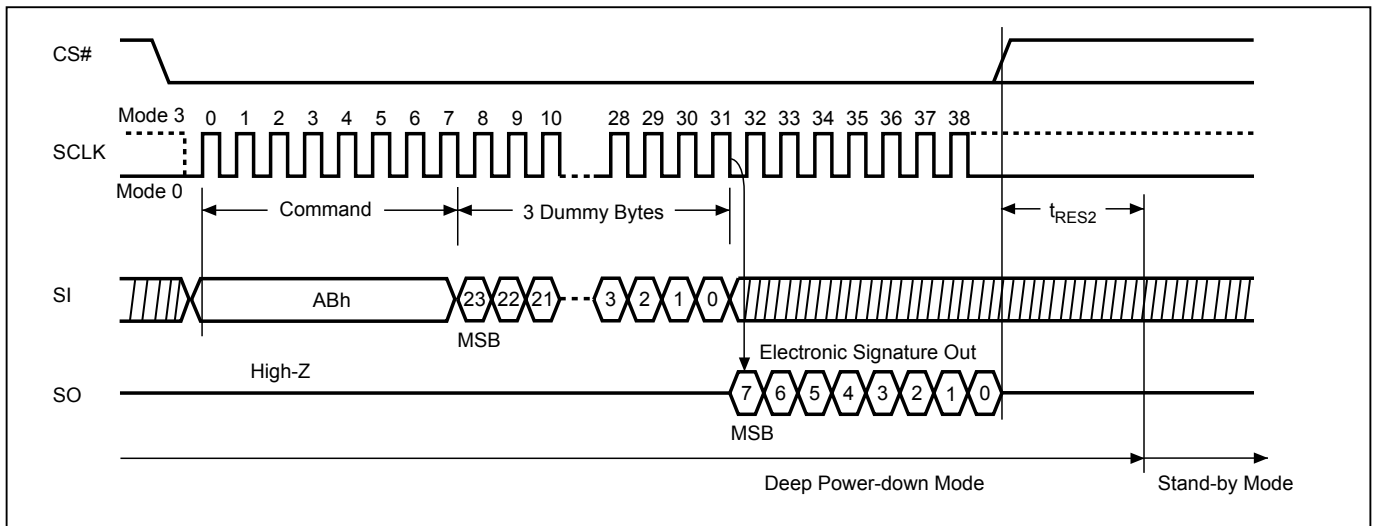 CS#
Mode 3
0 1 2 3 4 5 6 7 8 9 10 28 29 30 31 32 33 34 35 36 37 38
SCLK
Mode 0
Command
3 Dummy Bytes
tRES2
SI
ABh
23 22 21 3 2 1 0
MSB
Electronic Signature Out
High-Z
SO
7 6 5 4 3 2 1 0
MSB
Deep Power-down Mode
Stand-by Mode